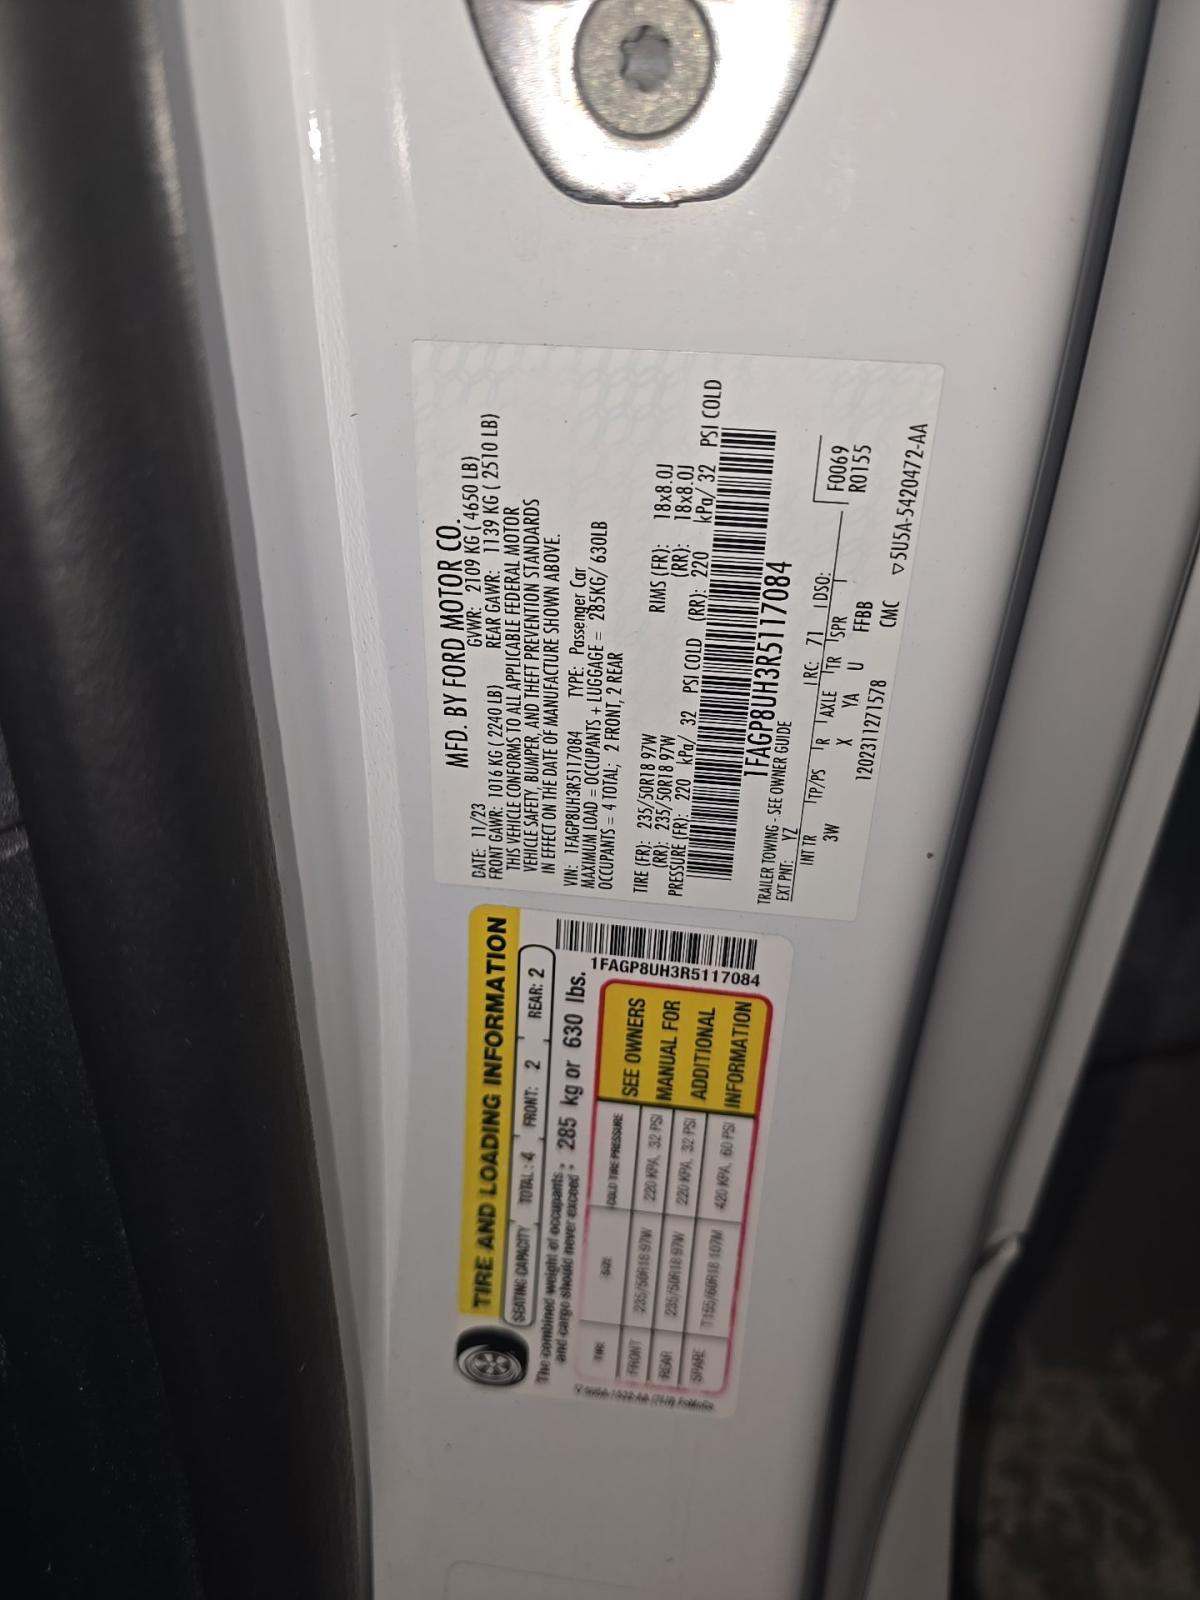 MFD. BY FORD MOTOR CO.
DATE: 11/23 GVWR: 2109 KG ( 4650 LB)
FRONT GAWR: 1016 KG ( 2240 LB) REAR GAWR: 1139 KG ( 2510 LB)
THIS VEHICLE CONFORMS TO ALL APPLICABLE FEDERAL MOTOR
VEHICLE SAFETY, BUMPER, AND THEFT PREVENTION STANDARDS
IN EFFECT ON THE DATE OF MANUFACTURE SHOWN ABOVE.
VIN: 1FAGP8UH3R5117084 TYPE: Passenger Car
MAXIMUM LOAD = OCCUPANTS + LUGGAGE = 285KG/ 630LB
OCCUPANTS = 4 TOTAL; 2 FRONT, 2 REAR
TIRE (FR): 235/50R18 97W RIMS (FR): 18x8.0J
(RR): 235/50R18 97W (RR): 18x8.0J
PRESSURE (FR): 220 kPa/ 32 PSI COLD (RR): 220 kPa/ 32 PSI COLD
1FAGP8UH3R5117084
TRAILER TOWING - SEE OWNER GUIDE
EXT PNT: YZ RC: 71 DSO:
INT TR TP/PS R AXLE TR SPR F0069
3W X YA U FFBB R0155
1202311271578 CMC ▽5U5A-5420472-AA
TIRE AND LOADING INFORMATION
SEATING CAPACITY TOTAL: 4 FRONT: 2 REAR: 2
The combined weight of occupants
and cargo should never exceed 285 kg or 630 lbs.
1FAGP8UH3R5117084
TIRE SIZE COLD TIRE PRESSURE
FRONT 235/50R18 97W 220 KPA, 32 PSI
REAR 235/50R18 97W 220 KPA, 32 PSI
SPARE T155/60R18 107M 420 KPA, 60 PSI
SEE OWNERS
MANUAL FOR
ADDITIONAL
INFORMATION